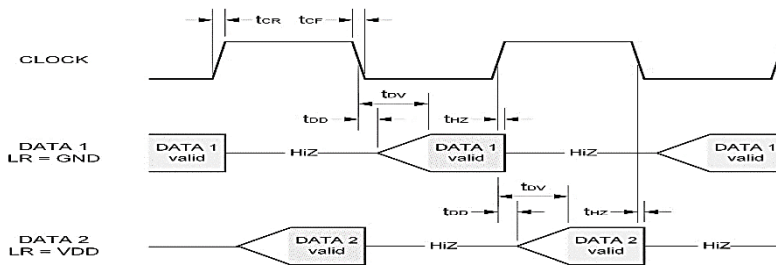 tCR tCF
CLOCK
tDV
tDD tHZ
DATA 1
LR = GND
DATA 1
valid
HiZ
DATA 1
valid
HiZ
DATA 1
valid
tDV
tDD tHZ
DATA 2
LR = VDD
DATA 2
valid
HiZ
DATA 2
valid
HiZ